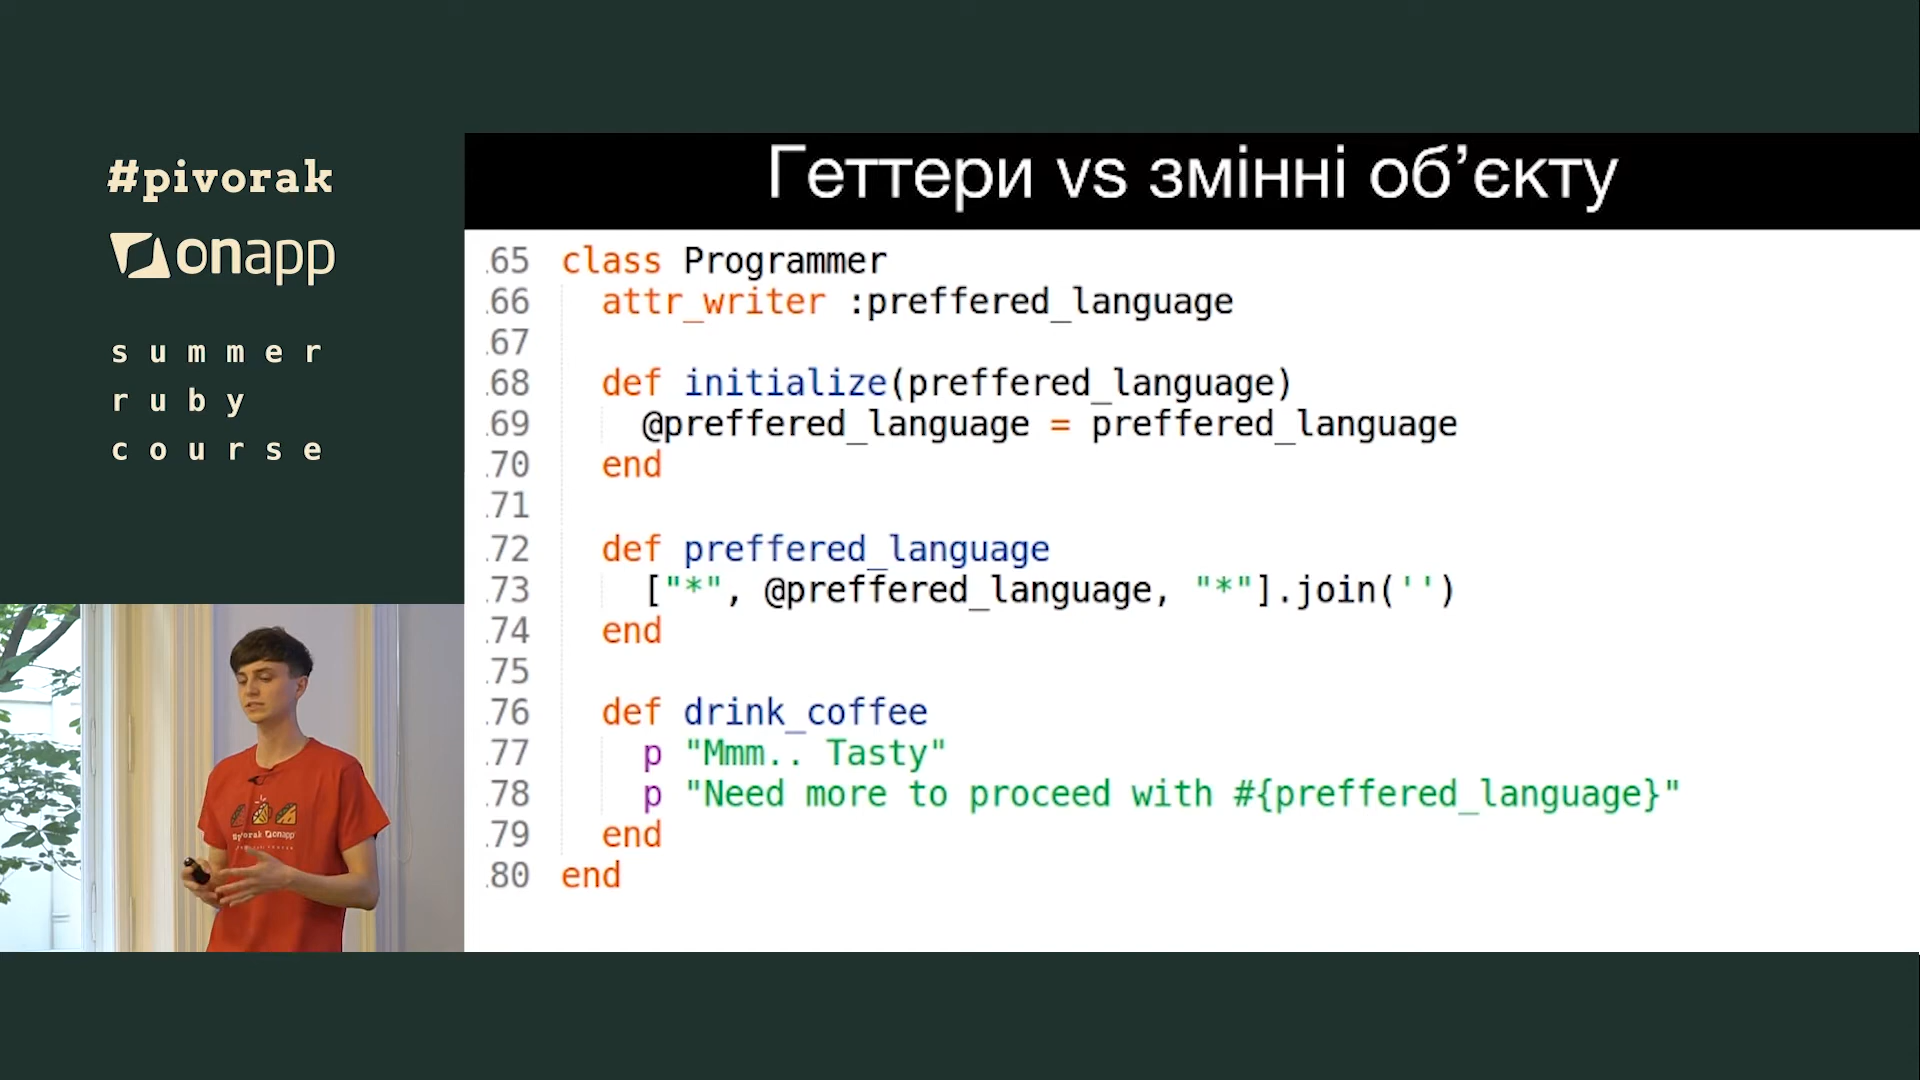 #pivorak
onapp
summer
ruby
course
Геттери vs змінні об’єкту
.65 class Programmer
.66 attr_writer :preffered_language
.67
.68 def initialize(preffered_language)
.69 @preffered_language = preffered_language
.70 end
.71
.72 def preffered_language
.73 ["*", @preffered_language, "*"].join('')
.74 end
.75
.76 def drink_coffee
.77 p "Mmm.. Tasty"
.78 p "Need more to proceed with #{preffered_language}"
.79 end
.80 end
#pivorak onapp